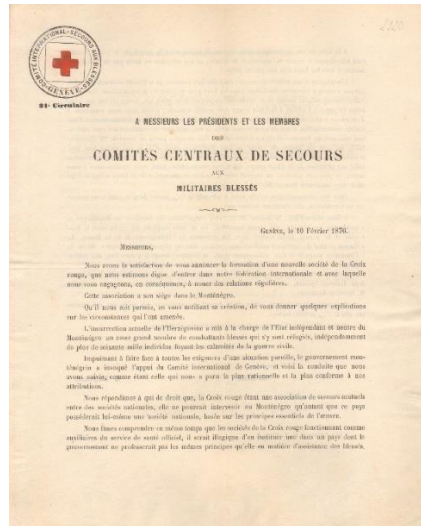 COMITÉ INTERNATIONAL · SECOURS AUX BLESSÉS · GENÈVE
31e Circulaire
A MESSIEURS LES PRÉSIDENTS ET LES MEMBRES
DES
COMITÉS CENTRAUX DE SECOURS
AUX
MILITAIRES BLESSÉS
GENÈVE, le 10 Février 1876.
MESSIEURS,
Nous avons la satisfaction de vous annoncer la formation d'une nouvelle société de la Croix
rouge, que nous estimons digne d'entrer dans notre fédération internationale et avec laquelle
nous vous engageons, en conséquence, à nouer des relations régulières.
Cette association a son siège dans le Monténégro.
Qu'il nous soit permis, en vous notifiant sa création, de vous donner quelques explications
sur les circonstances qui l'ont amenée.
L'insurrection actuelle de l'Herzégovine a mis à la charge de l'Etat indépendant et neutre du
Monténégro un assez grand nombre de combattants blessés qui s'y sont réfugiés, indépendamment
de plus de soixante mille individus fuyant les calamités de la guerre civile.
Impuissant à faire face à toutes les exigences d'une situation pareille, le gouvernement mon-
ténégrin a invoqué l'appui du Comité international de Genève, et voici la conduite que nous
avons suivie, comme étant celle qui nous a paru la plus rationnelle et la plus conforme à nos
attributions.
Nous répondîmes à qui de droit que, la Croix rouge étant une association de secours mutuels
entre des sociétés nationales, elle ne pourrait intervenir au Monténégro qu'autant que ce pays
posséderait lui-même une société nationale, basée sur les principes essentiels de l'œuvre.
Nous fîmes comprendre en même temps que les sociétés de la Croix rouge fonctionnant comme
auxiliaires du service de santé officiel, il serait illogique d'en instituer une dans un pays dont le
gouvernement ne professerait pas les mêmes principes qu'elle en matière d'assistance des blessés.